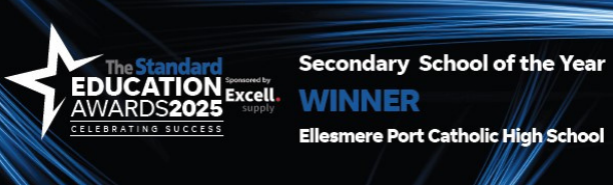 The Standard
EDUCATION
AWARDS2025
CELEBRATING SUCCESS
Sponsored by
Excell.
supply
Secondary School of the Year
WINNER
Ellesmere Port Catholic High School